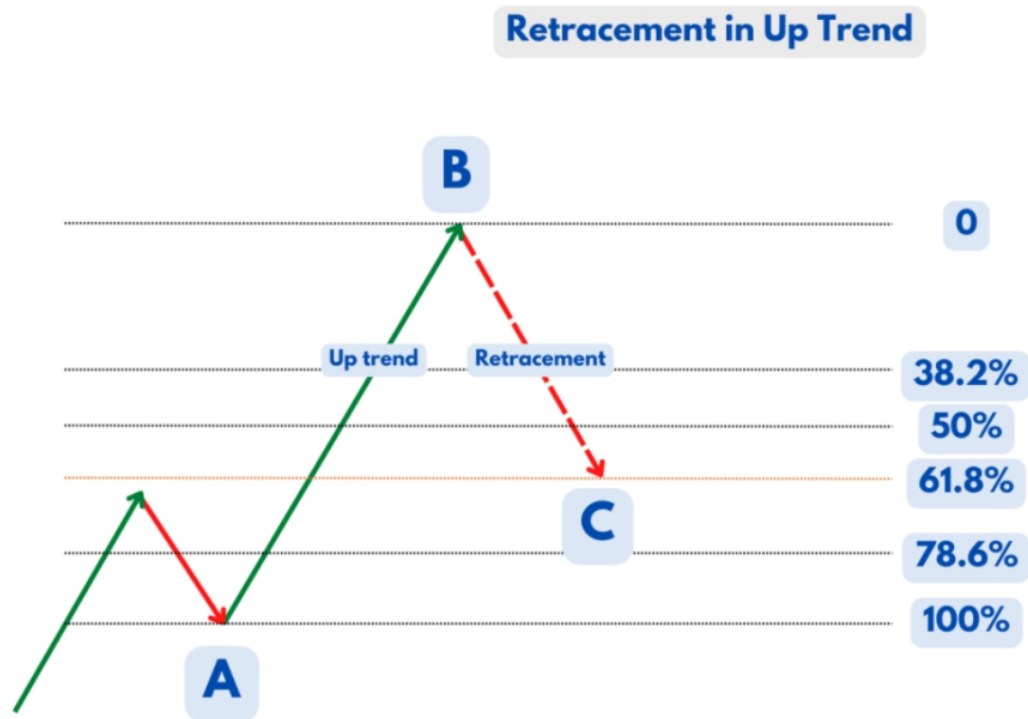 Retracement in Up Trend
B
0
Up trend
Retracement
38.2%
50%
61.8%
C
78.6%
100%
A